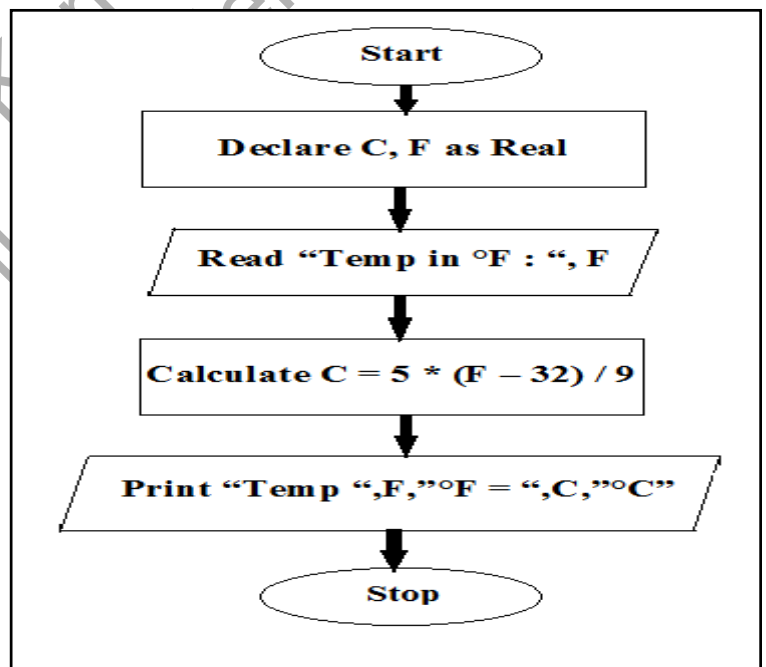 Start
Declare C, F as Real
Read “Temp in °F : “, F
Calculate C = 5 * (F – 32) / 9
Print “Temp “,F,”°F = “,C,”°C”
Stop